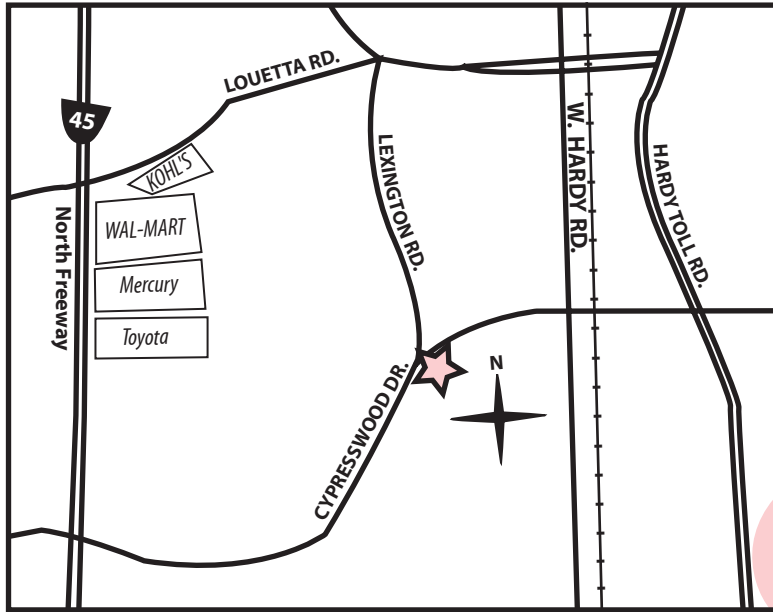 LOUETTA RD.
45
KOHL'S
LEXINGTON RD.
W. HARDY RD.
HARDY TOLL RD.
North Freeway
WAL-MART
Mercury
Toyota
N
CYPRESSWOOD DR.